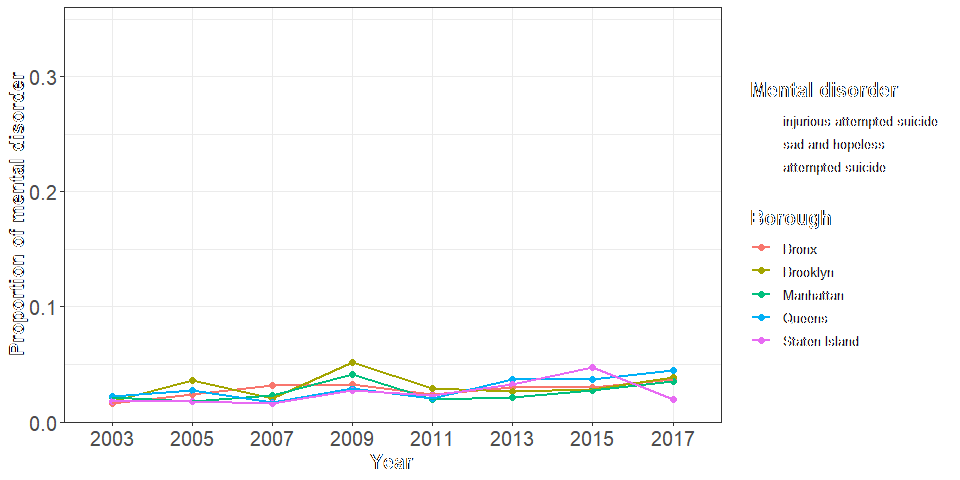 Proportion of mental disorder
0.3
0.2
0.1
0.0
2003 2005 2007 2009 2011 2013 2015 2017
Year
Mental disorder
injurious attempted suicide
sad and hopeless
attempted suicide
Borough
Bronx
Brooklyn
Manhattan
Queens
Staten Island